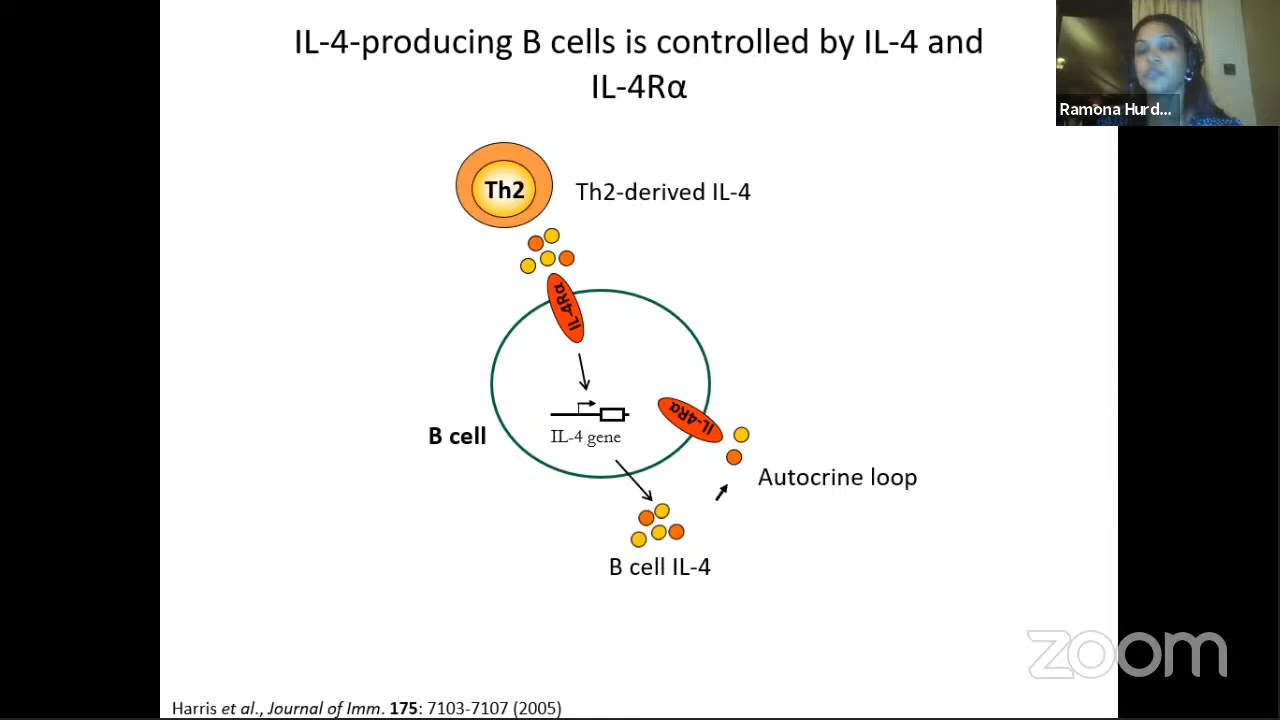 IL-4-producing B cells is controlled by IL-4 and
IL-4Rα
Ramona Hurd...
Th2
Th2-derived IL-4
IL-4Rα
IL-4Rα
IL-4 gene
B cell
Autocrine loop
B cell IL-4
zoom
Harris et al., Journal of Imm. 175: 7103-7107 (2005)